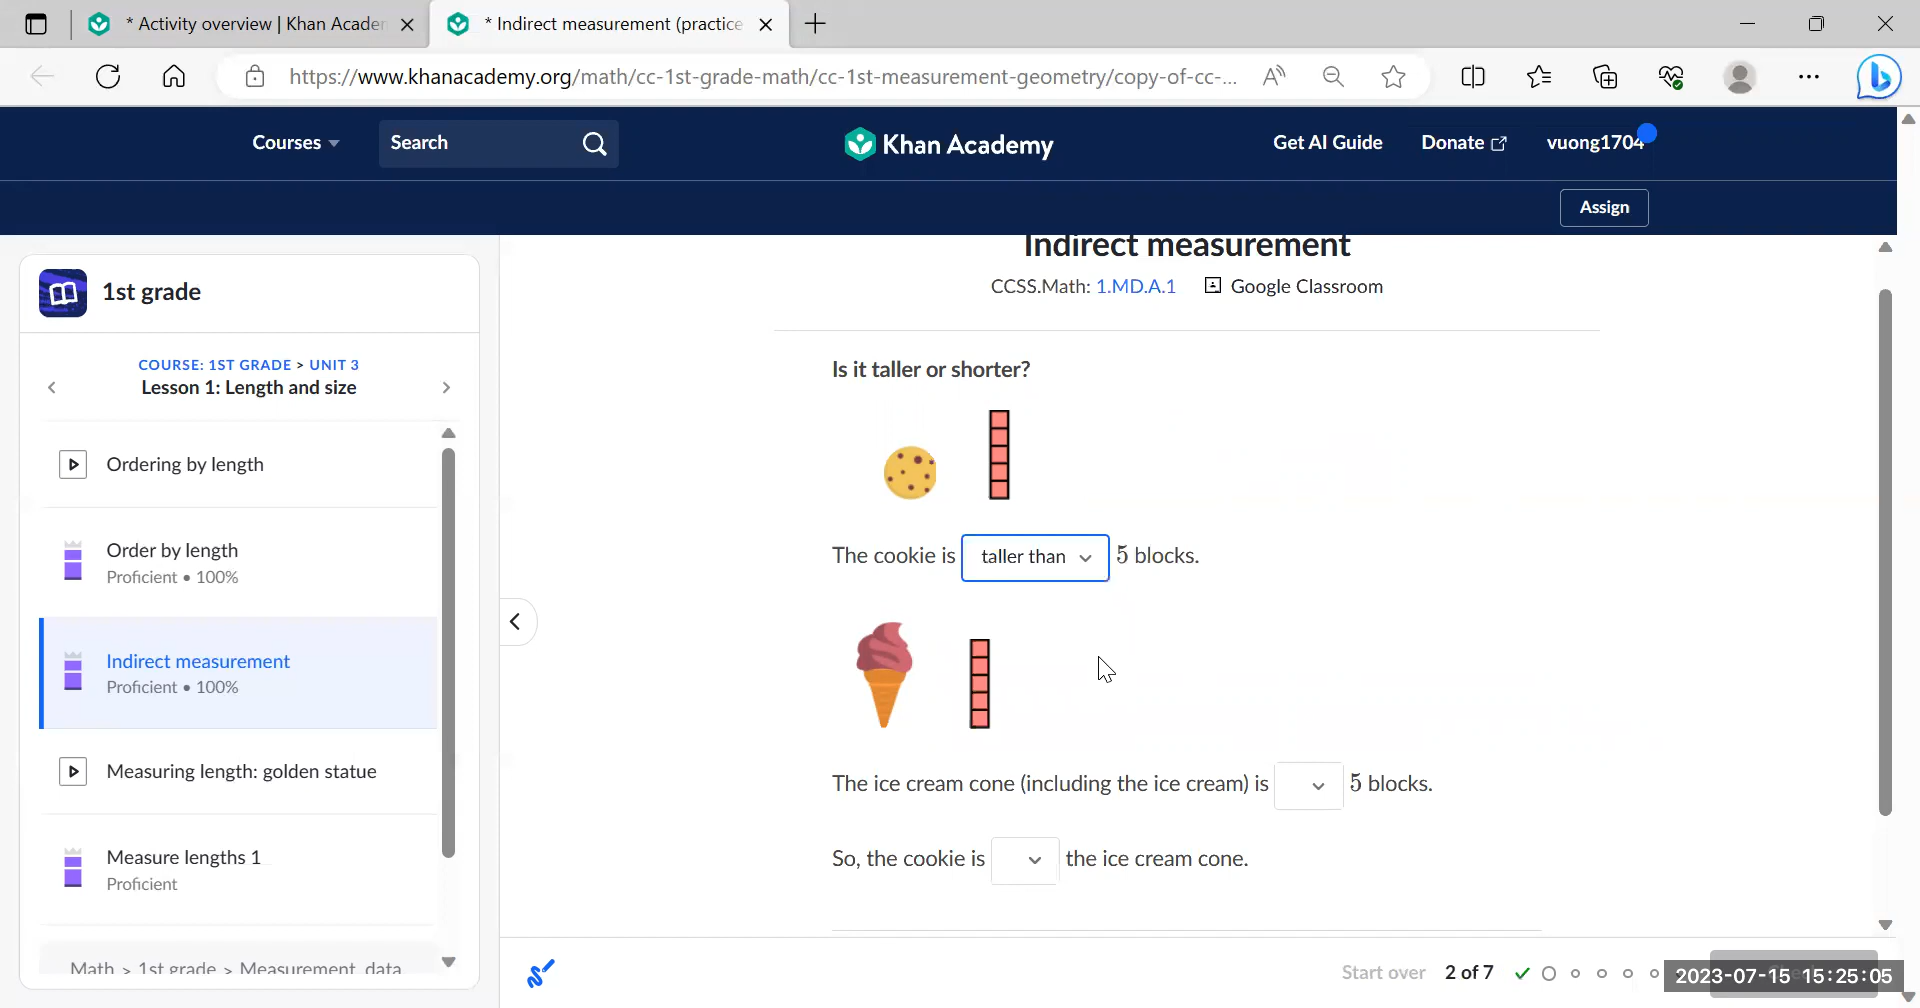 * Activity overview | Khan Academ
* Indirect measurement (practice
https://www.khanacademy.org/math/cc-1st-grade-math/cc-1st-measurement-geometry/copy-of-cc-...
Courses
Search
Khan Academy
Get AI Guide
Donate
vuong1704
Assign
1st grade
COURSE: 1ST GRADE > UNIT 3
Lesson 1: Length and size
Ordering by length
Order by length
Proficient • 100%
Indirect measurement
Proficient • 100%
Measuring length: golden statue
Measure lengths 1
Proficient
Math > 1st grade > Measurement, data,
Indirect measurement
CCSS.Math: 1.MD.A.1 Google Classroom
Is it taller or shorter?
The cookie is taller than 5 blocks.
The ice cream cone (including the ice cream) is 5 blocks.
So, the cookie is the ice cream cone.
Start over 2 of 7
2023-07-15 15:25:05